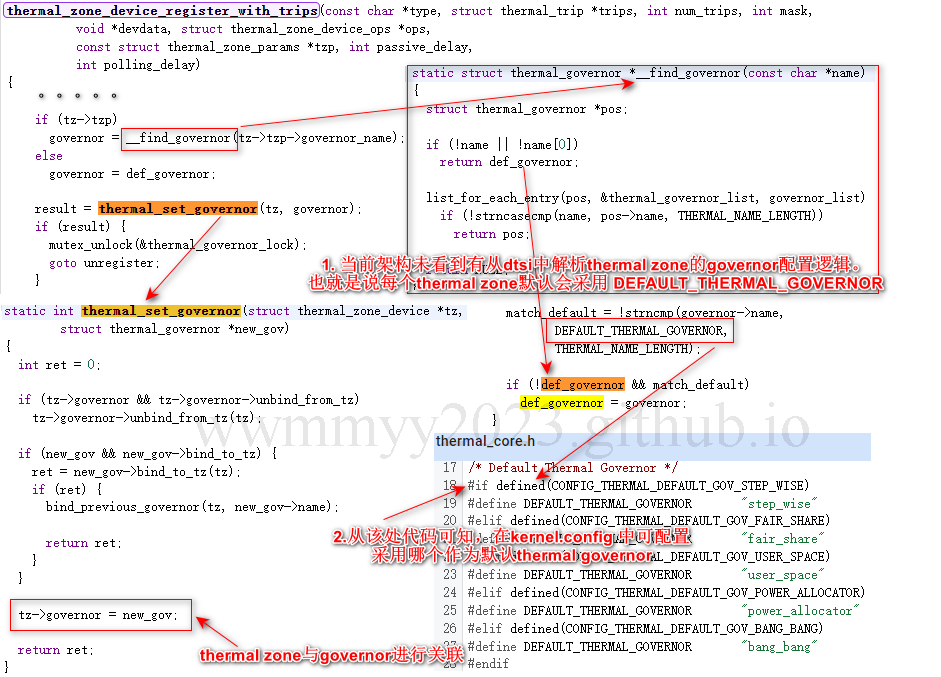 thermal_zone_device_register_with_trips(const char *type, struct thermal_trip *trips, int num_trips, int mask,
void *devdata, struct thermal_zone_device_ops *ops,
const struct thermal_zone_params *tzp, int passive_delay,
int polling_delay)
{
。。。。。
if (tz->tzp)
governor = __find_governor(tz->tzp->governor_name);
else
governor = def_governor;
result = thermal_set_governor(tz, governor);
if (result) {
mutex_unlock(&thermal_governor_lock);
goto unregister;
}
static struct thermal_governor *__find_governor(const char *name)
{
struct thermal_governor *pos;
if (!name || !name[0])
return def_governor;
list_for_each_entry(pos, &thermal_governor_list, governor_list)
if (!strncasecmp(name, pos->name, THERMAL_NAME_LENGTH))
return pos;
1. 当前架构未看到有从dtsi中解析thermal zone的governor配置逻辑。
也就是说每个thermal zone默认会采用 DEFAULT_THERMAL_GOVERNOR
static int thermal_set_governor(struct thermal_zone_device *tz,
struct thermal_governor *new_gov)
{
int ret = 0;
if (tz->governor && tz->governor->unbind_from_tz)
tz->governor->unbind_from_tz(tz);
if (new_gov && new_gov->bind_to_tz) {
ret = new_gov->bind_to_tz(tz);
if (ret) {
bind_previous_governor(tz, new_gov->name);
return ret;
}
}
tz->governor = new_gov;
return ret;
}
thermal zone与governor进行关联
match_default = !strncmp(governor->name,
DEFAULT_THERMAL_GOVERNOR,
THERMAL_NAME_LENGTH);
if (!def_governor && match_default)
def_governor = governor;
}
wwmmyy2023.github.io
thermal_core.h
17 /* Default Thermal Governor */
18 #if defined(CONFIG_THERMAL_DEFAULT_GOV_STEP_WISE)
19 #define DEFAULT_THERMAL_GOVERNOR "step_wise"
20 #elif defined(CONFIG_THERMAL_DEFAULT_GOV_FAIR_SHARE)
"fair_share"
GOV_USER_SPACE)
2.从该处代码可知，在kernel config 中可配置
采用哪个作为默认thermal governor
23 #define DEFAULT_THERMAL_GOVERNOR "user_space"
24 #elif defined(CONFIG_THERMAL_DEFAULT_GOV_POWER_ALLOCATOR)
25 #define DEFAULT_THERMAL_GOVERNOR "power_allocator"
26 #elif defined(CONFIG_THERMAL_DEFAULT_GOV_BANG_BANG)
27 #define DEFAULT_THERMAL_GOVERNOR "bang_bang"
28 #endif